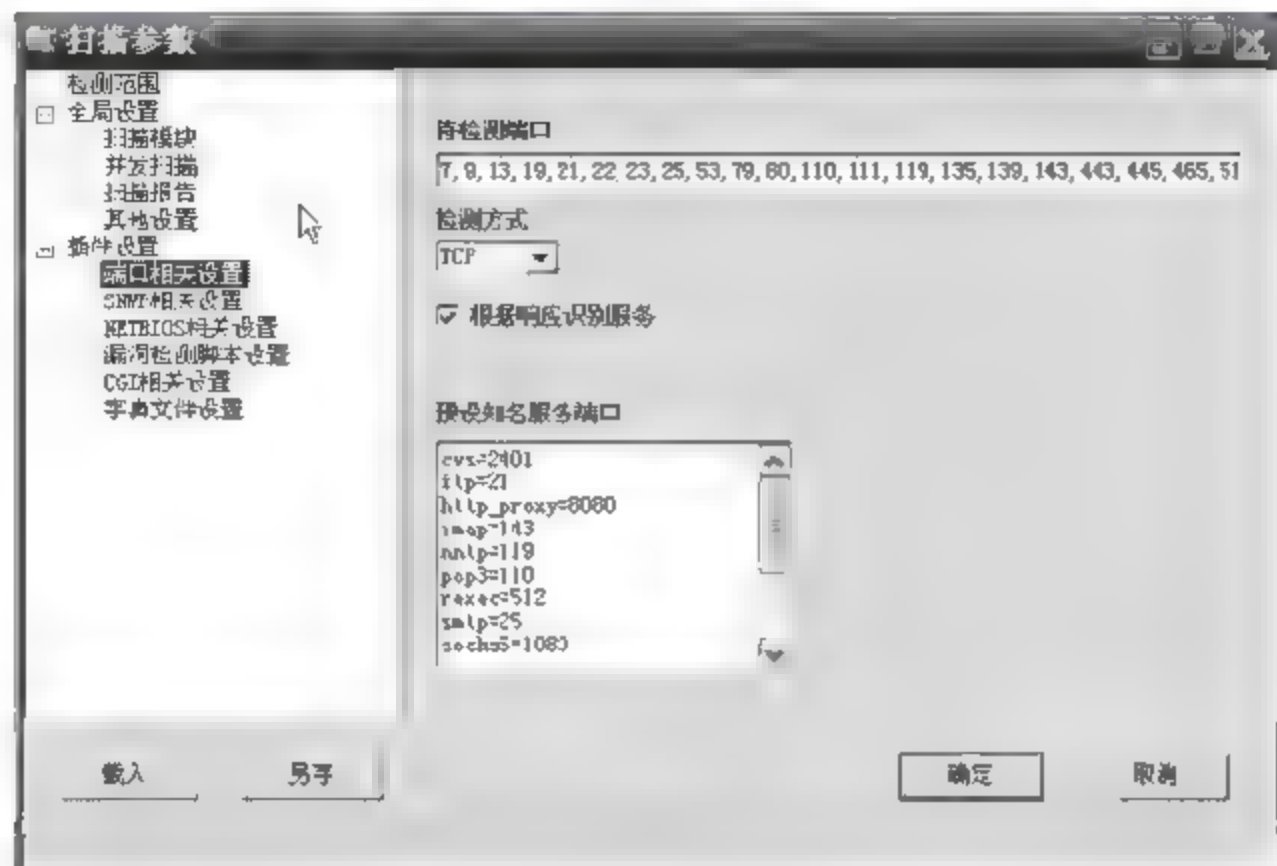 扫描参数
检测范围
全局设置
扫描模块
并发扫描
扫描报告
其他设置
插件设置
端口相关设置
SNMP相关设置
NETBIOS相关设置
漏洞检测脚本设置
CGI相关设置
字典文件设置
载入
另存
待检测端口
7, 9, 13, 19, 21, 22, 23, 25, 53, 79, 80, 110, 111, 119, 135, 139, 143, 443, 445, 465, 51
检测方式
TCP
根据响应识别服务
预设知名服务端口
cvs=2401
ftp=21
http_proxy=8080
imap=143
nntp=119
pop3=110
rexec=512
smtp=25
socks5=1080
确定
取消